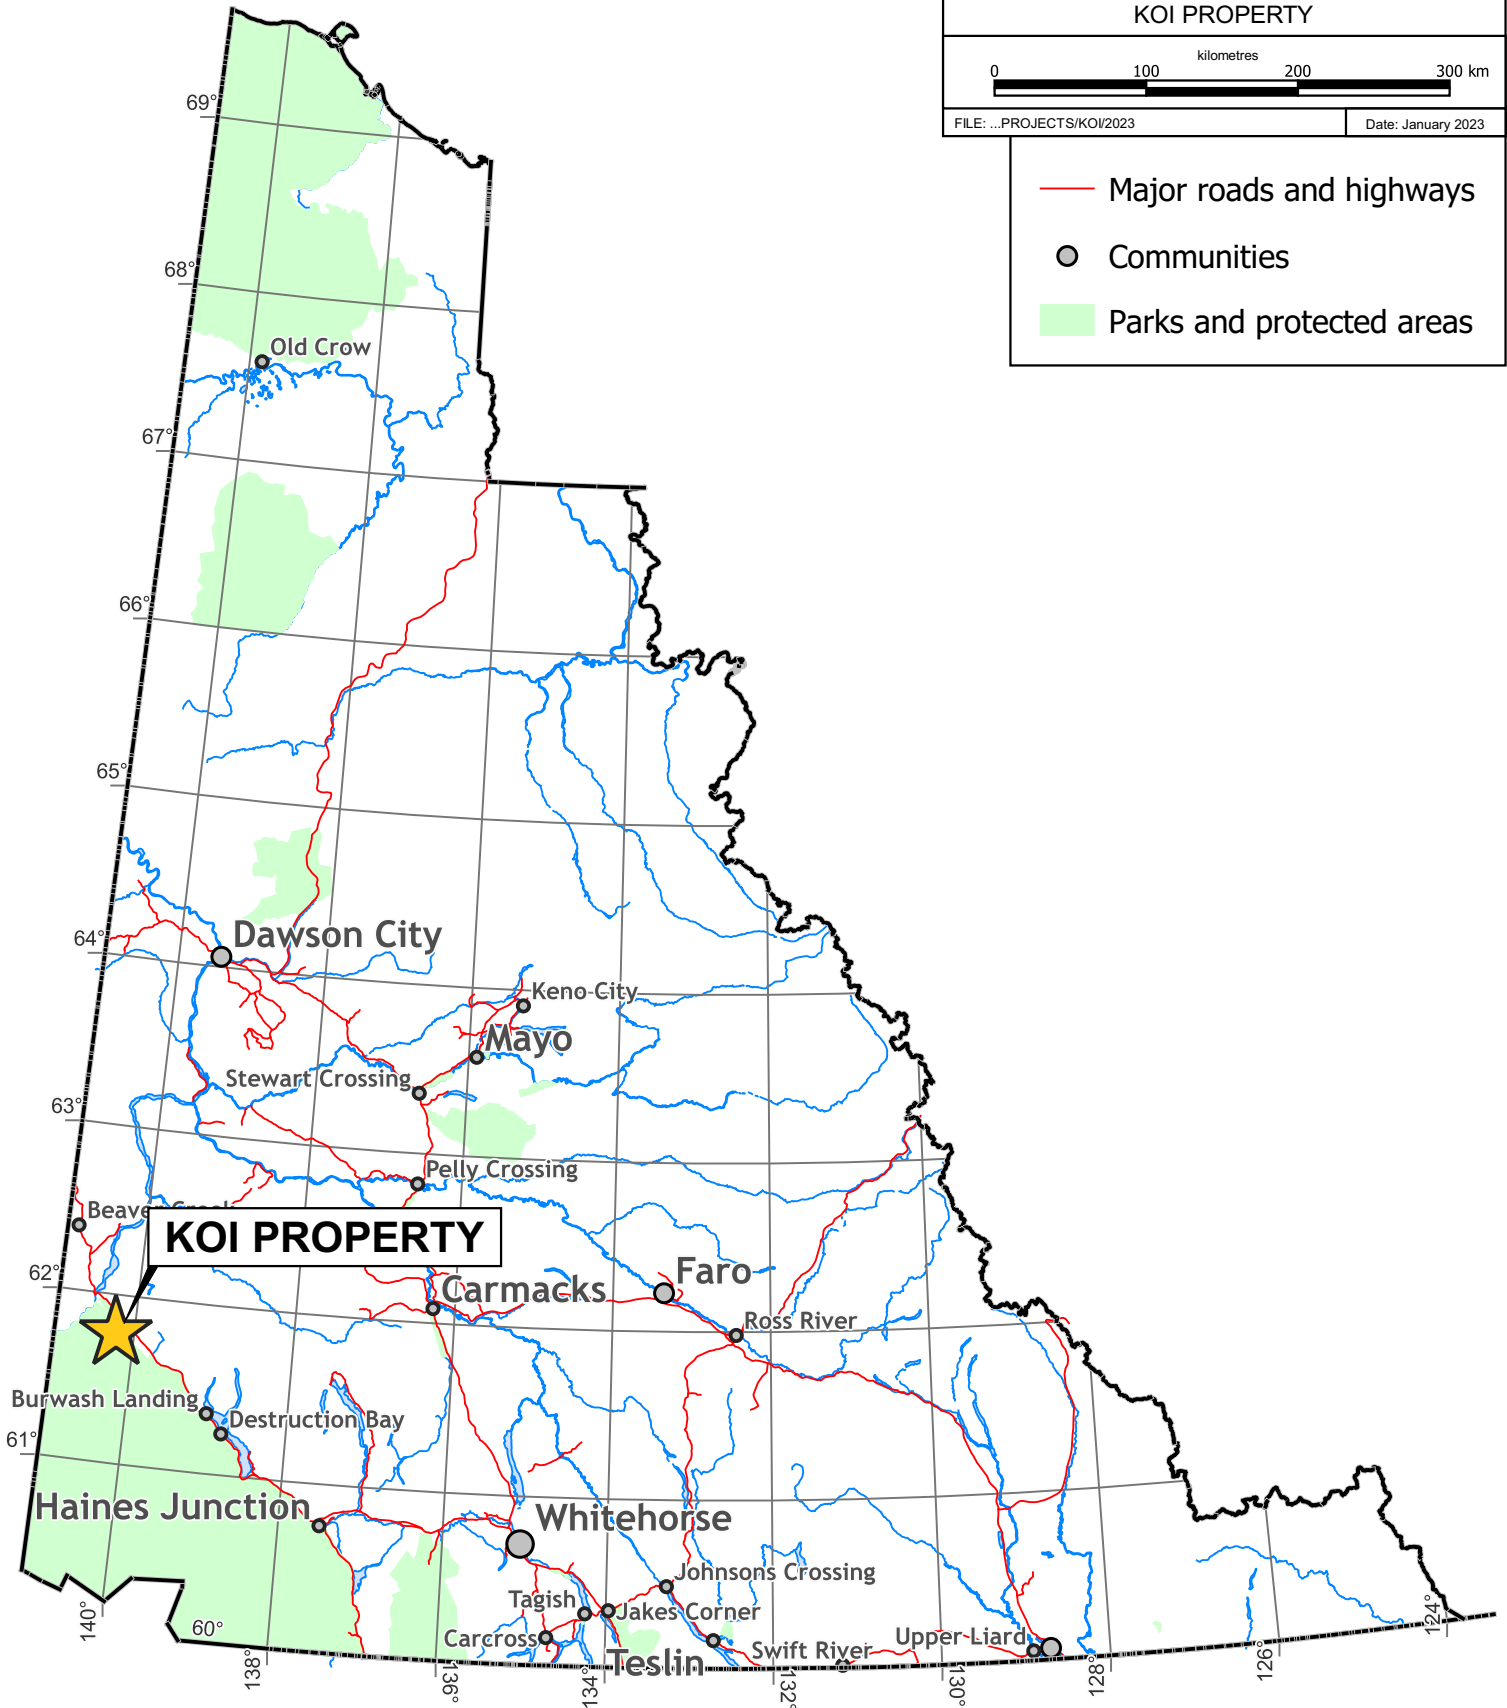 KOI PROPERTY
kilometres
0 100 200 300 km
FILE: ...PROJECTS/KOI/2023
Date: January 2023
Major roads and highways
Communities
Parks and protected areas
69°
68°
Old Crow
67°
66°
65°
64°
Dawson City
Keno City
Mayo
Stewart Crossing
63°
Pelly Crossing
Beaver Creek
KOI PROPERTY
62°
Carmacks
Faro
Ross River
Burwash Landing
Destruction Bay
61°
Haines Junction
Whitehorse
Johnsons Crossing
Tagish
Jakes Corner
Carcross
Teslin
Swift River
Upper Liard
60°
140°
138°
136°
134°
132°
130°
128°
126°
124°